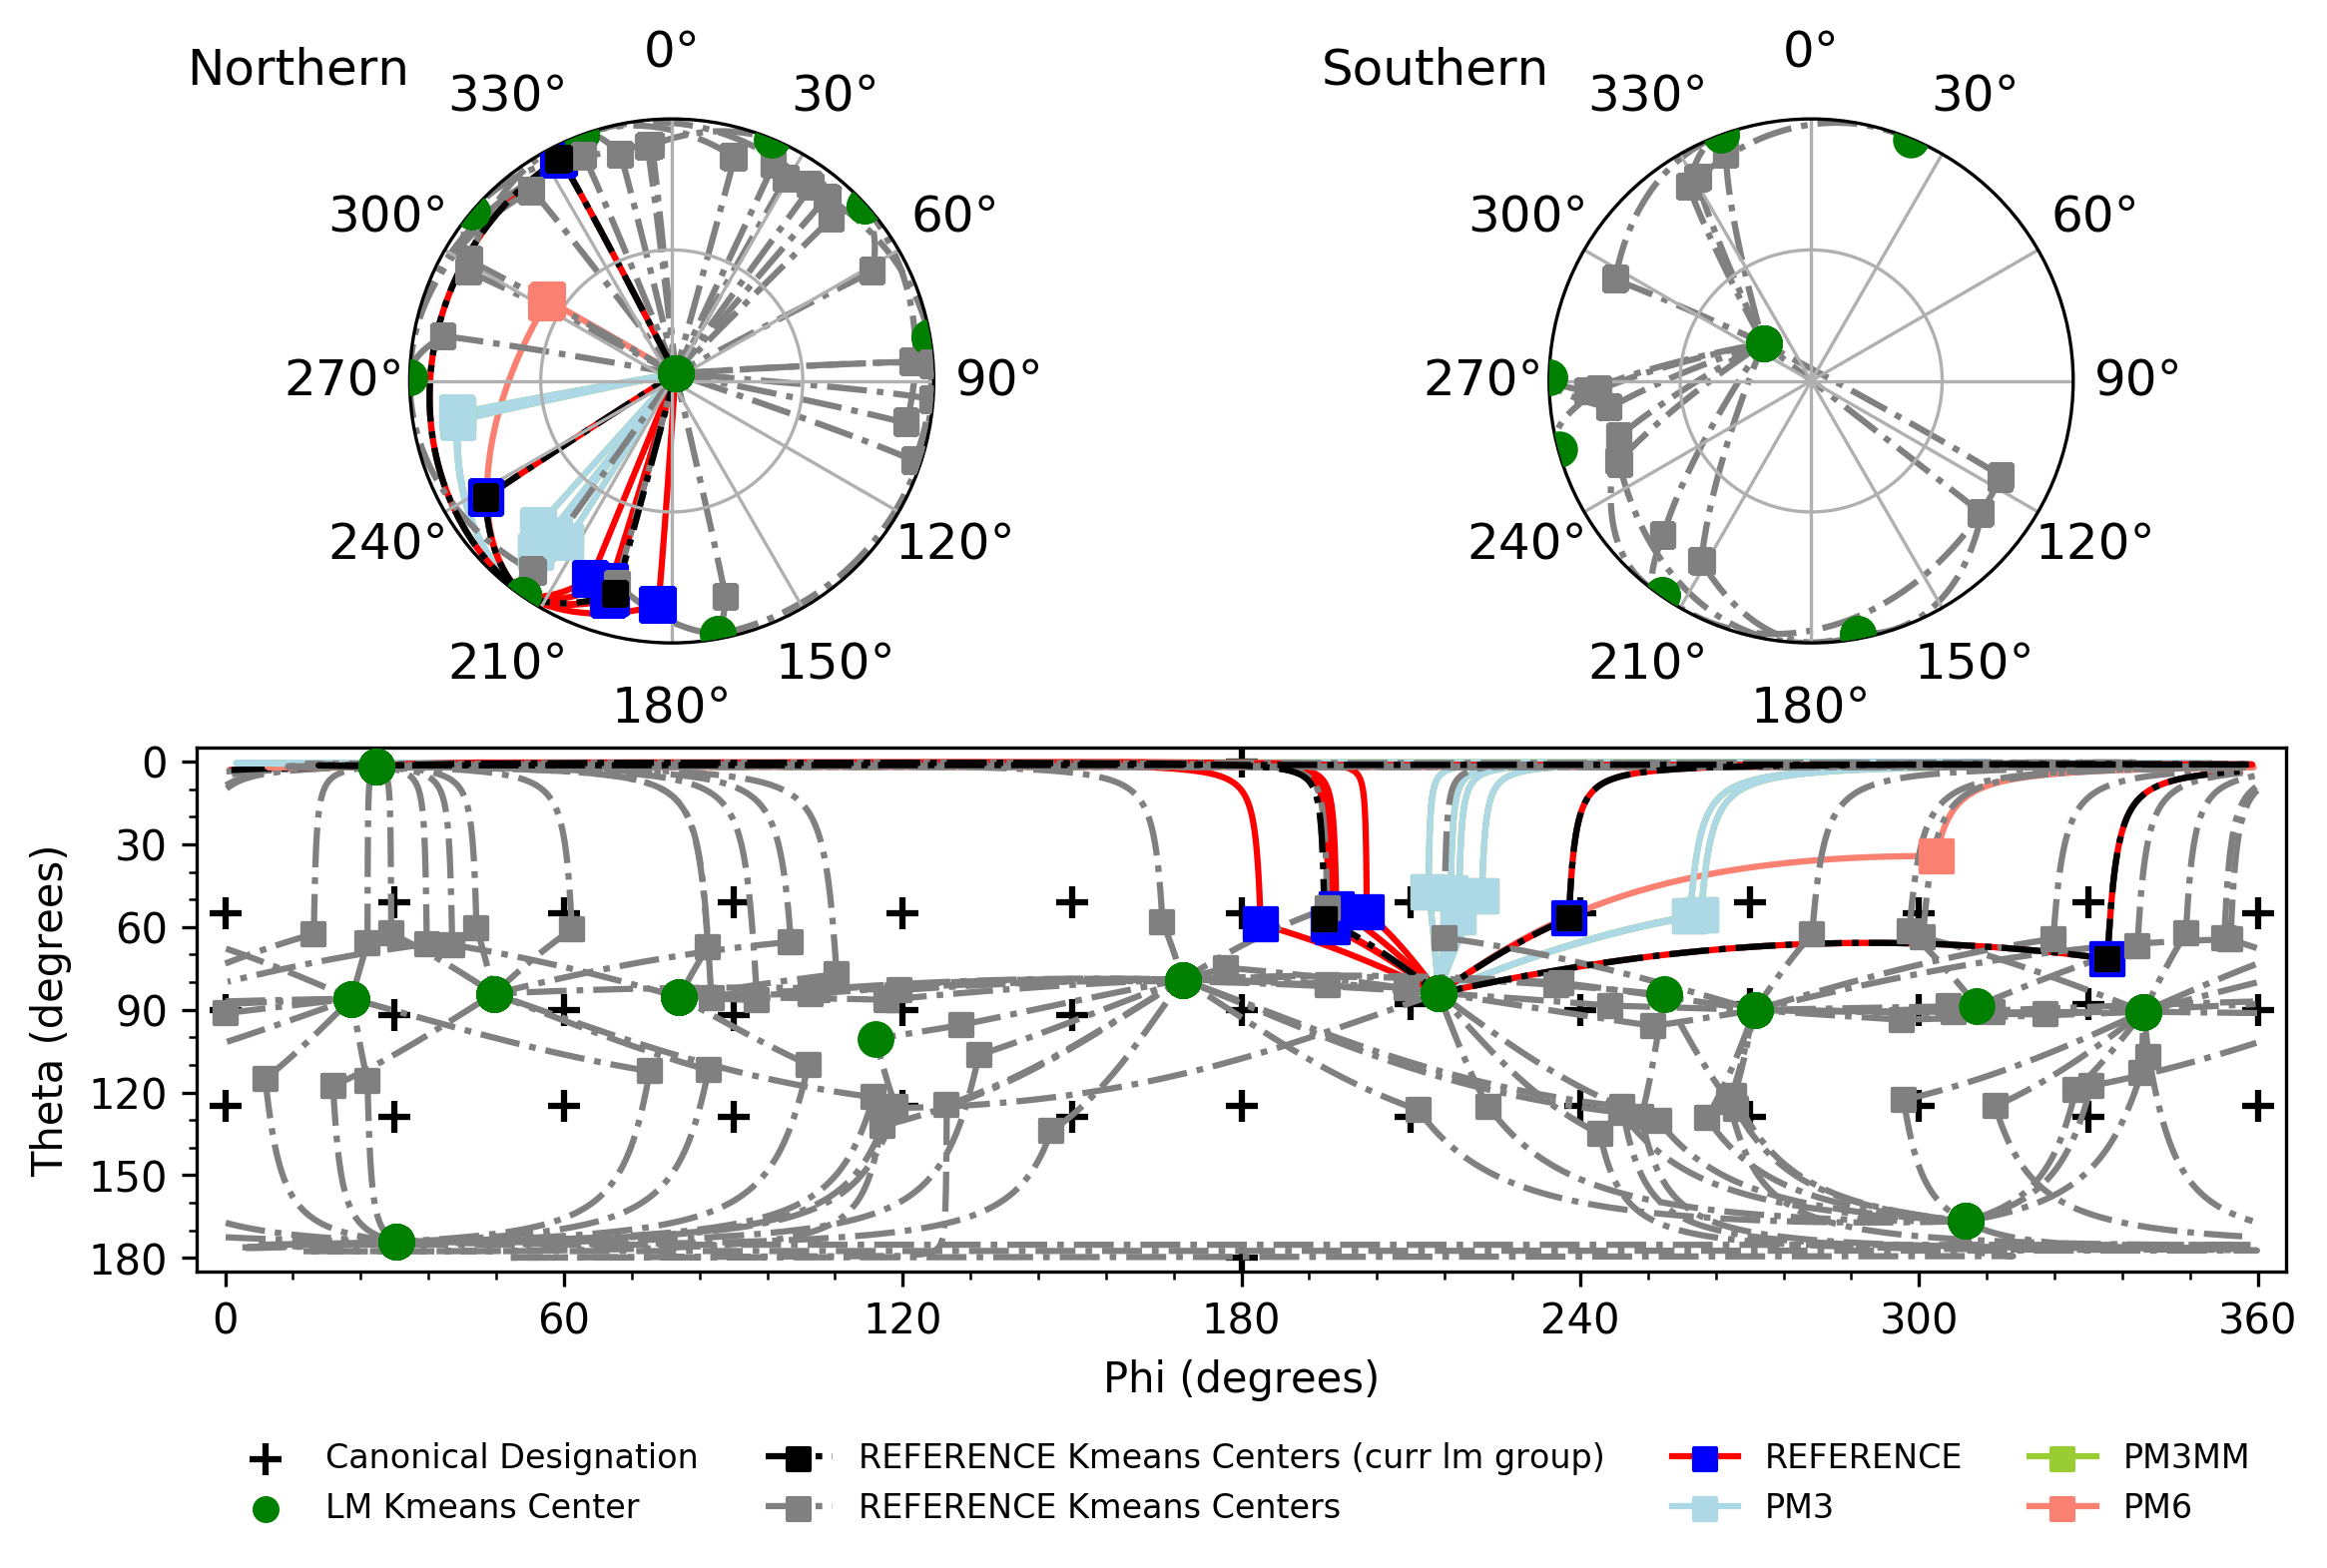 Northern
0°
330°
30°
300°
60°
270°
90°
240°
120°
210°
150°
180°
Southern
0°
330°
30°
300°
60°
270°
90°
240°
120°
210°
150°
180°
Theta (degrees)
0
30
60
90
120
150
180
0 60 120 180 240 300 360
Phi (degrees)
Canonical Designation
LM Kmeans Center
REFERENCE Kmeans Centers (curr lm group)
REFERENCE Kmeans Centers
REFERENCE
PM3
PM3MM
PM6